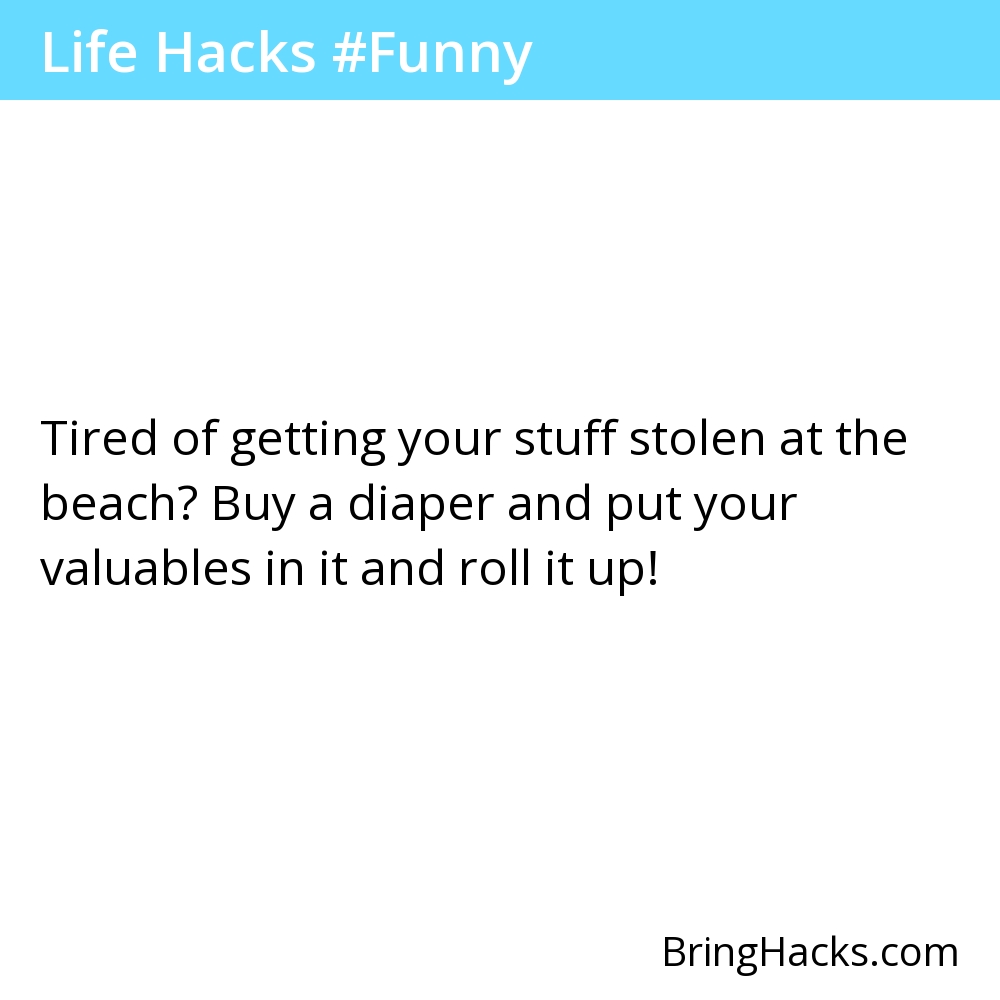 Life Hacks #Funny
Tired of getting your stuff stolen at the
beach? Buy a diaper and put your
valuables in it and roll it up!
BringHacks.com